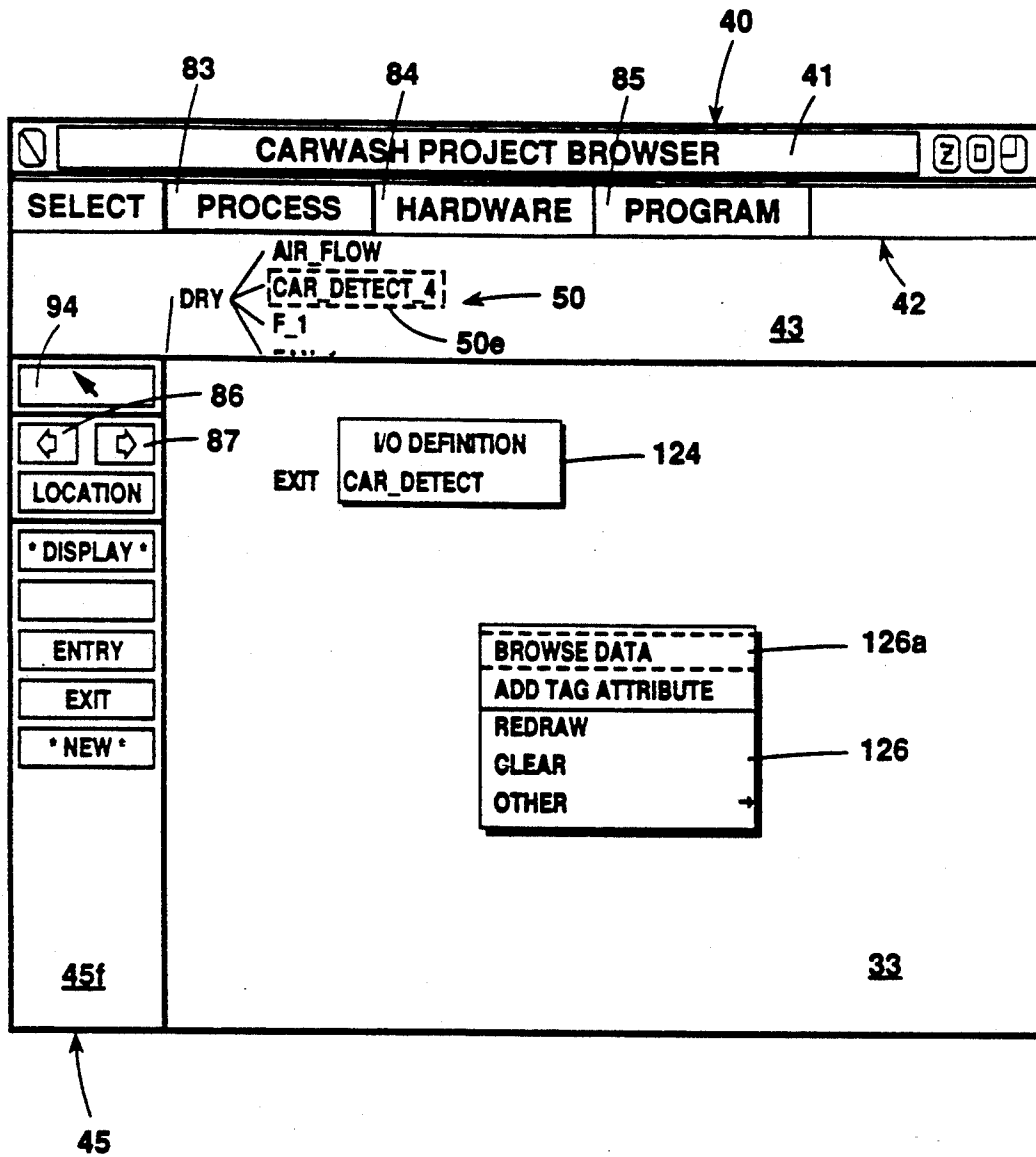 40
83 84 85 41
CARWASH PROJECT BROWSER
SELECT PROCESS HARDWARE PROGRAM
AIR_FLOW
DRY CAR_DETECT_4 50 42
94 F_1 50e 43
86
I/O DEFINITION
87 124
LOCATION EXIT CAR_DETECT
* DISPLAY *
BROWSE DATA 126a
ENTRY
ADD TAG ATTRIBUTE
EXIT
REDRAW
* NEW *
CLEAR 126
OTHER
45f 33
45